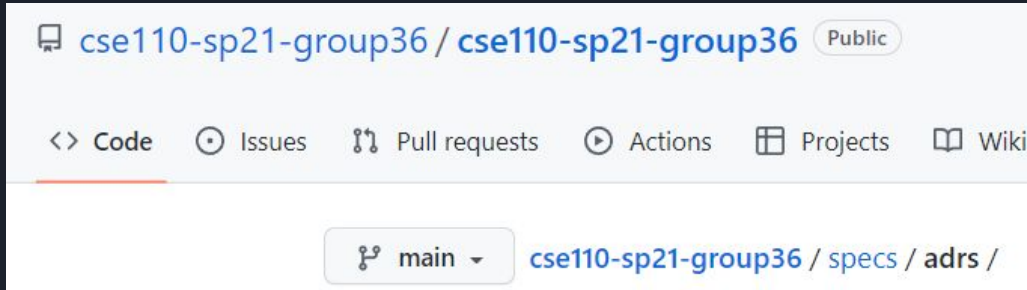 cse110-sp21-group36 / cse110-sp21-group36 Public
Code Issues Pull requests Actions Projects Wiki
main cse110-sp21-group36 / specs / adrs /